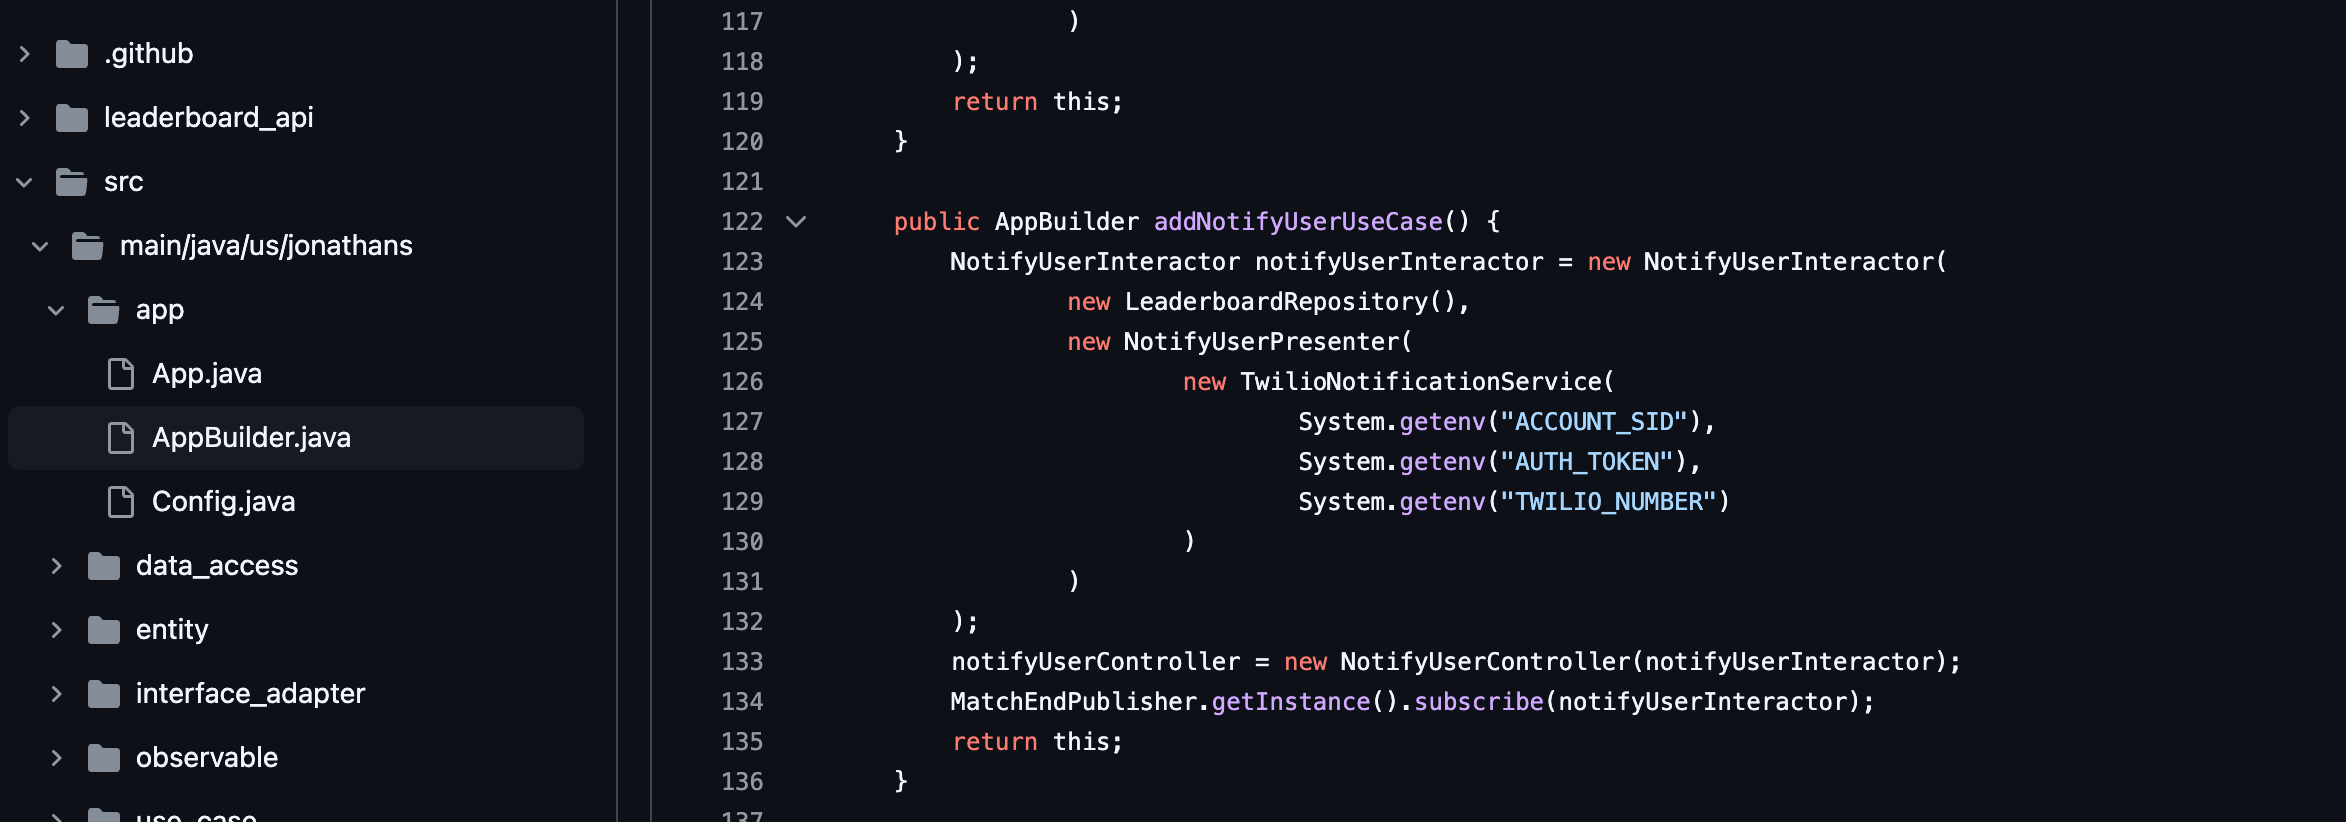 .github
leaderboard_api
src
main/java/us/jonathans
app
App.java
AppBuilder.java
Config.java
data_access
entity
interface_adapter
observable
use_case
117 )
118 );
119 return this;
120 }
121
122 public AppBuilder addNotifyUserUseCase() {
123 NotifyUserInteractor notifyUserInteractor = new NotifyUserInteractor(
124 new LeaderboardRepository(),
125 new NotifyUserPresenter(
126 new TwilioNotificationService(
127 System.getenv("ACCOUNT_SID"),
128 System.getenv("AUTH_TOKEN"),
129 System.getenv("TWILIO_NUMBER")
130 )
131 )
132 );
133 notifyUserController = new NotifyUserController(notifyUserInteractor);
134 MatchEndPublisher.getInstance().subscribe(notifyUserInteractor);
135 return this;
136 }
137